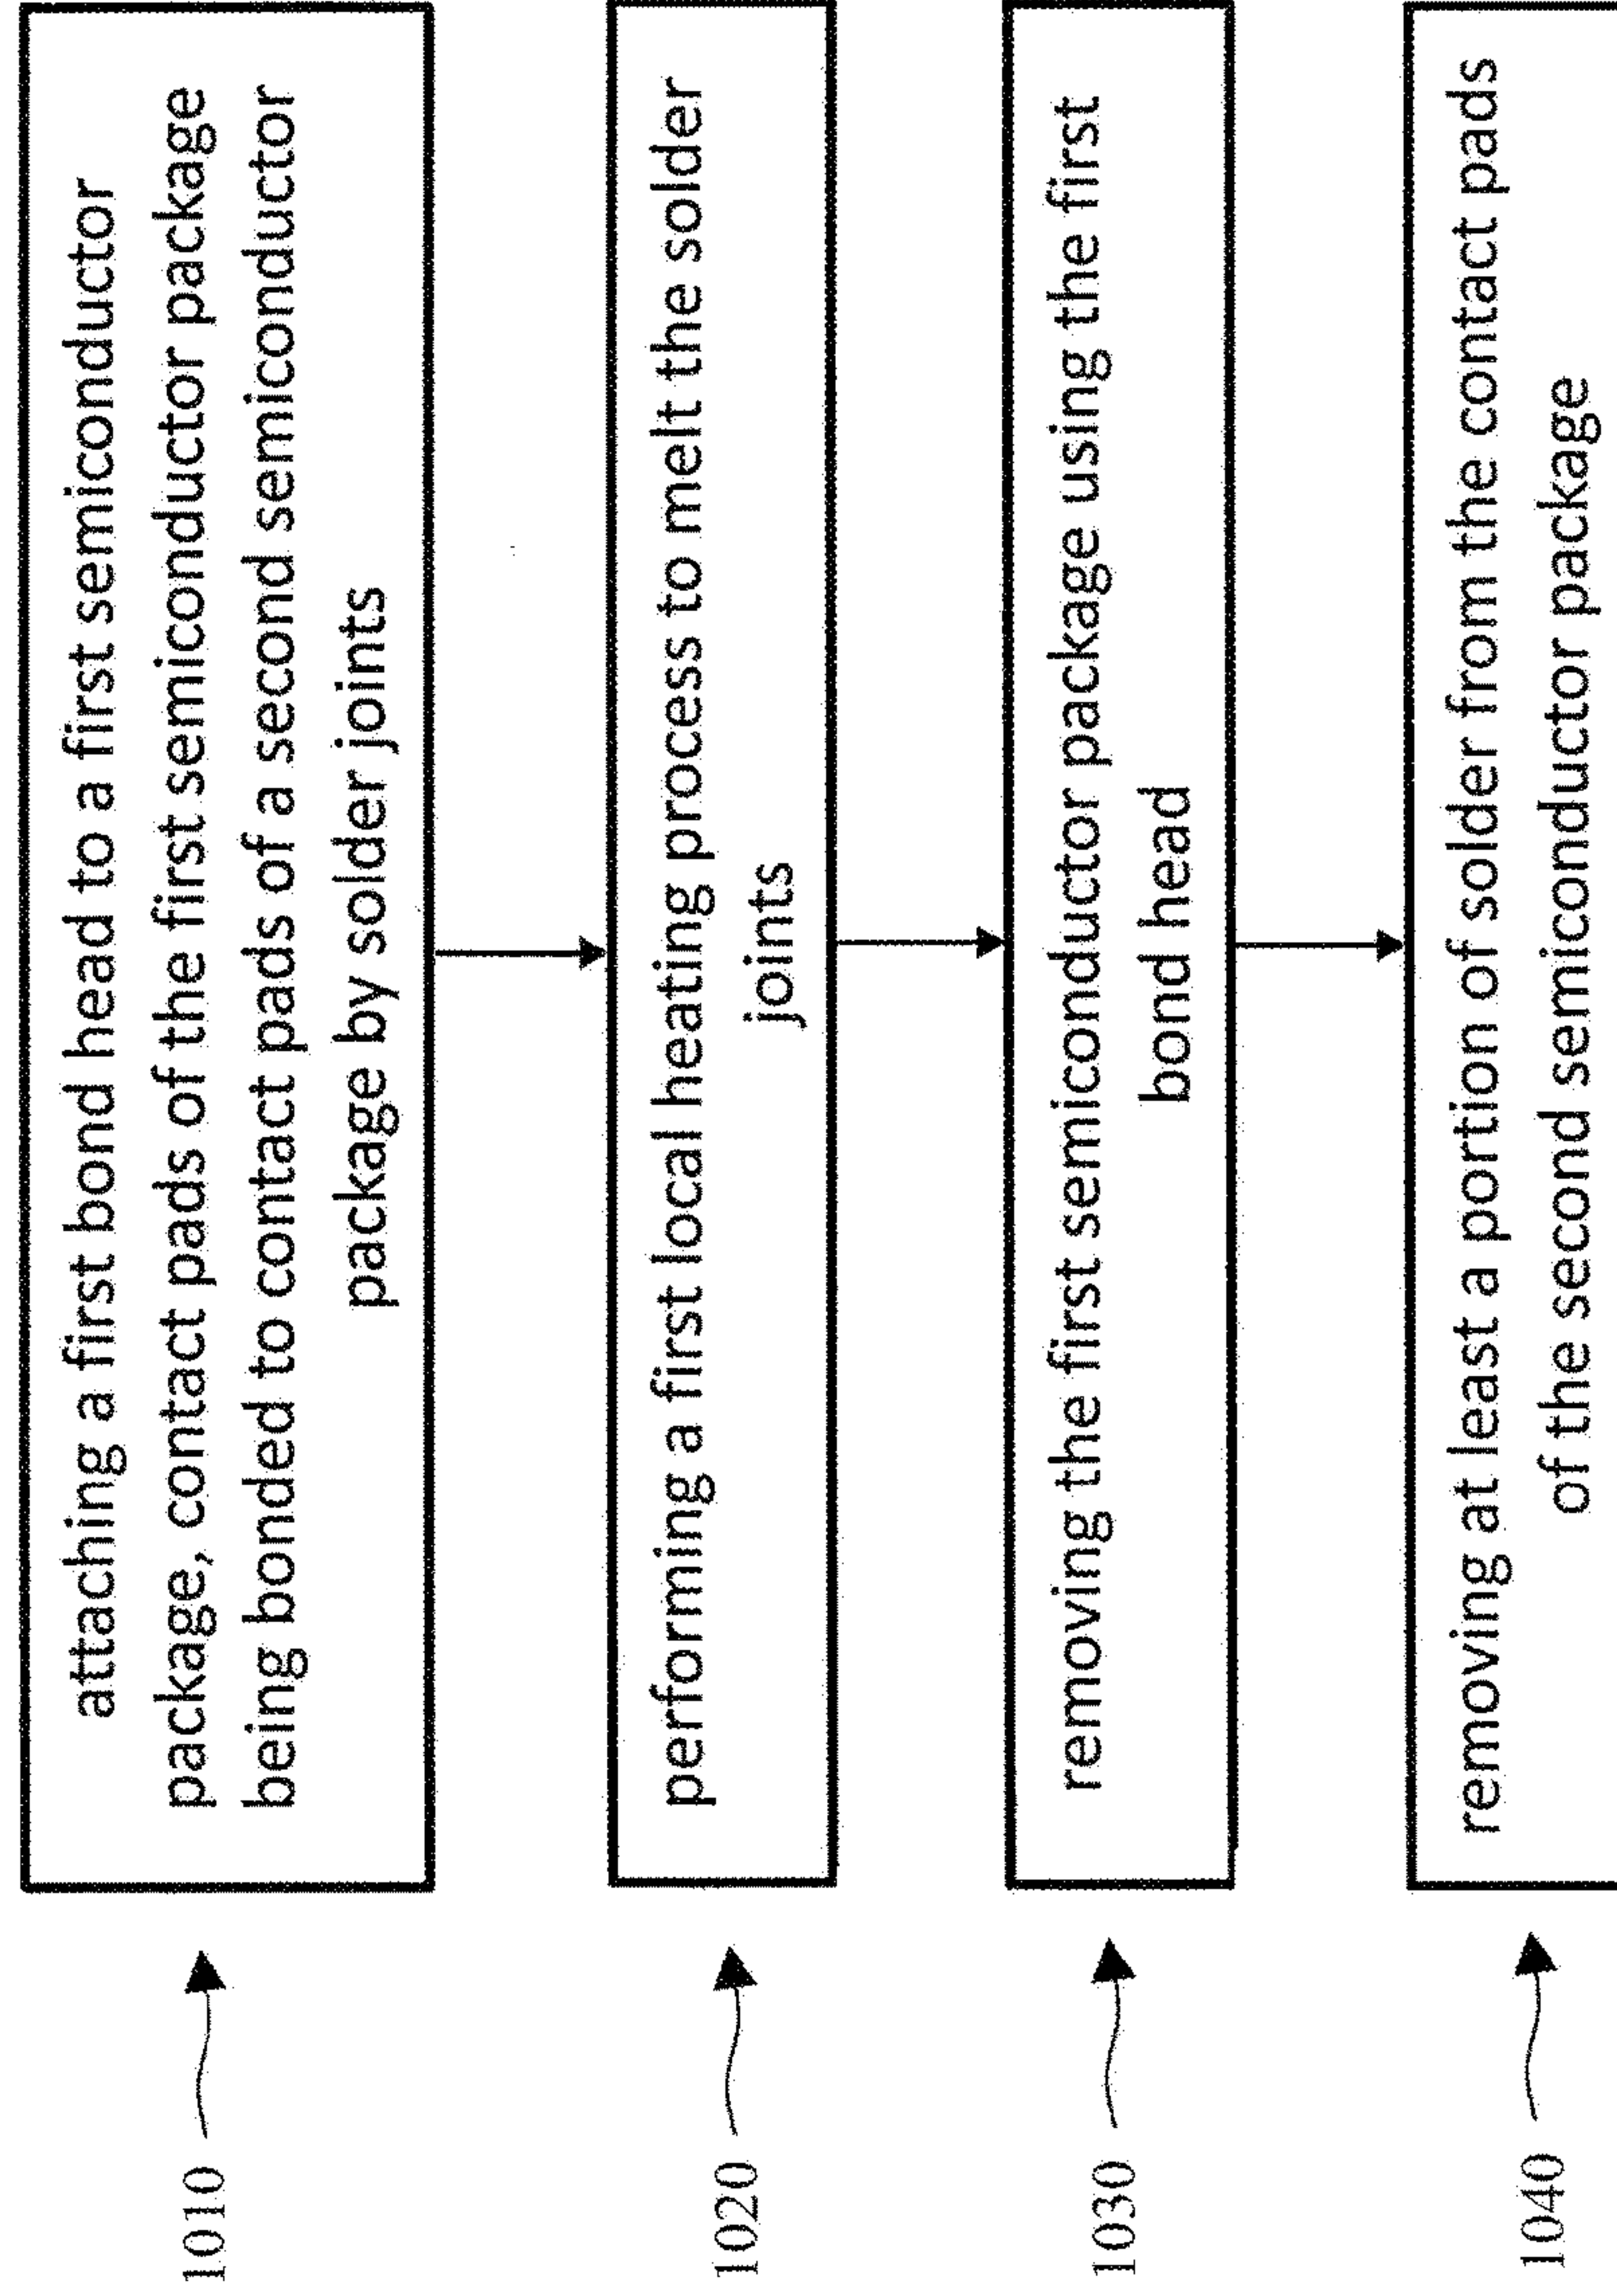 1010
attaching a first bond head to a first semiconductor
package, contact pads of the first semiconductor package
being bonded to contact pads of a second semiconductor
package by solder joints
1020
performing a first local heating process to melt the solder
joints
1030
removing the first semiconductor package using the first
bond head
1040
removing at least a portion of solder from the contact pads
of the second semiconductor package